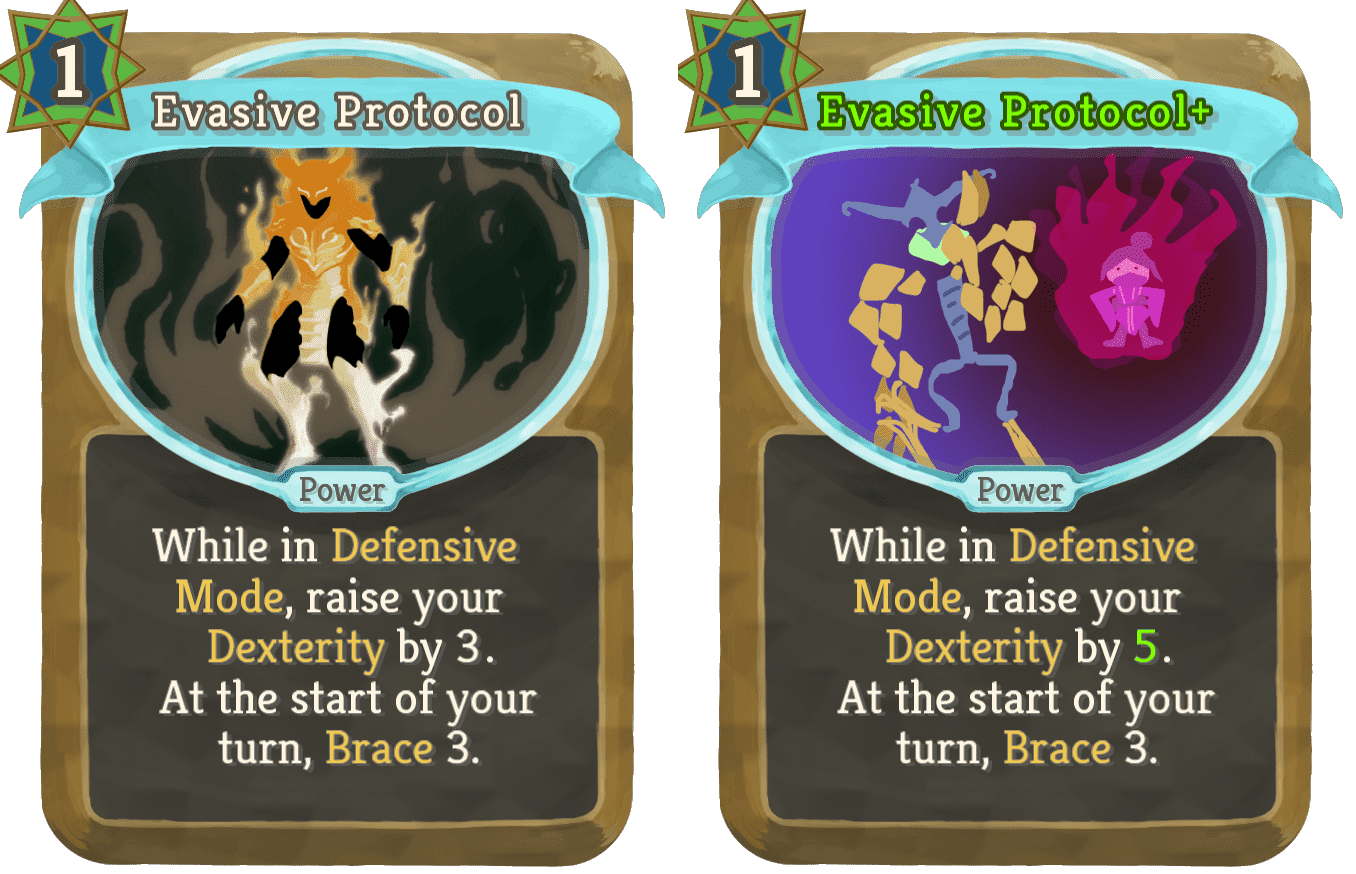 1
Evasive Protocol
Power
While in Defensive
Mode, raise your
Dexterity by 3.
At the start of your
turn, Brace 3.
1
Evasive Protocol+
Power
While in Defensive
Mode, raise your
Dexterity by 5.
At the start of your
turn, Brace 3.